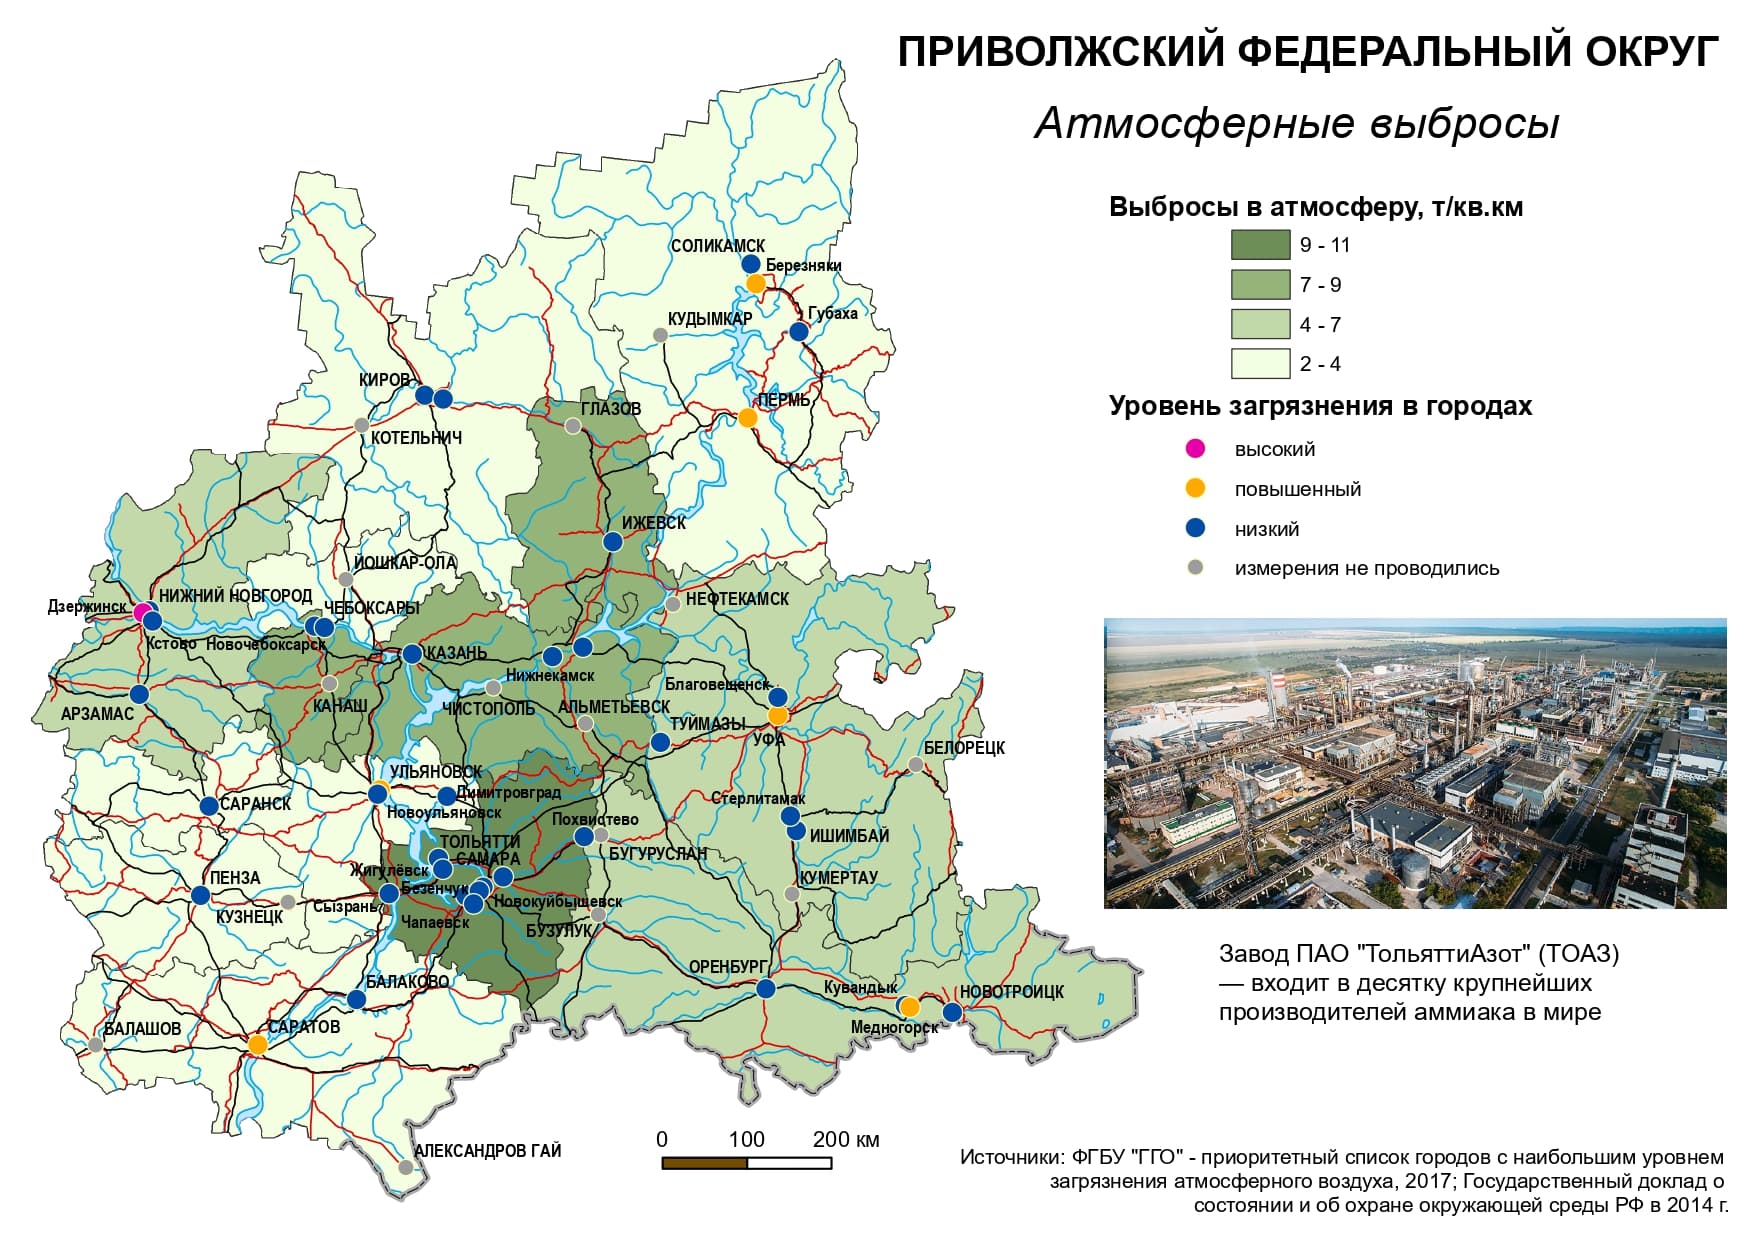 ПРИВОЛЖСКИЙ ФЕДЕРАЛЬНЫЙ ОКРУГ
Атмосферные выбросы
Выбросы в атмосферу, т/кв.км
9 - 11
7 - 9
4 - 7
2 - 4
Уровень загрязнения в городах
высокий
повышенный
низкий
измерения не проводились
СОЛИКАМСК
Березняки
Губаха
КУДЫМКАР
КИРОВ
ПЕРМЬ
ГЛАЗОВ
КОТЕЛЬНИЧ
ИЖЕВСК
ЙОШКАР-ОЛА
НИЖНИЙ НОВГОРОД
Дзержинск
ЧЕБОКСАРЫ
НЕФТЕКАМСК
Кстово
Новочебоксарск
КАЗАНЬ
Нижнекамск
Благовещенск
КАНАШ
ЧИСТОПОЛЬ
АЛЬМЕТЬЕВСК
АРЗАМАС
ТУЙМАЗЫ
УФА
БЕЛОРЕЦК
УЛЬЯНОВСК
Димитровград
Стерлитамак
САРАНСК
Новоульяновск
Похвистево
ИШИМБАЙ
ТОЛЬЯТТИ
САМАРА
БУГУРУСЛАН
Жигулёвск
ПЕНЗА
Безенчук
КУМЕРТАУ
Сызрань
Новокуйбышевск
КУЗНЕЦК
Чапаевск
БУЗУЛУК
ОРЕНБУРГ
БАЛАКОВО
Кувандык
НОВОТРОИЦК
БАЛАШОВ
САРАТОВ
Медногорск
АЛЕКСАНДРОВ ГАЙ
Завод ПАО "ТольяттиАзот" (ТОАЗ)
— входит в десятку крупнейших
производителей аммиака в мире
0 100 200 км
Источники: ФГБУ "ГГО" - приоритетный список городов с наибольшим уровнем
загрязнения атмосферного воздуха, 2017; Государственный доклад о
состоянии и об охране окружающей среды РФ в 2014 г.